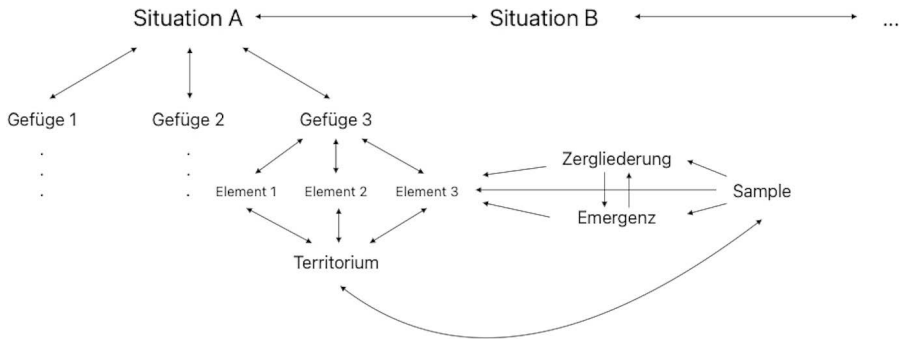 Situation A Situation B ...
Gefüge 1 Gefüge 2 Gefüge 3
Zergliederung
Element 1 Element 2 Element 3 Sample
Emergenz
Territorium